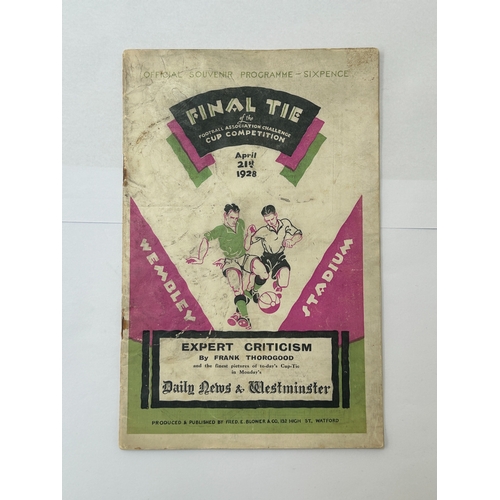 OFFICIAL SOUVENIR PROGRAMME - SIXPENCE
FINAL TIE
of the
FOOTBALL ASSOCIATION CHALLENGE
CUP COMPETITION
April
21st
1928
WEMBLEY
STADIUM
EXPERT CRITICISM
By FRANK THOROGOOD
and the finest pictures of to-day's Cup-Tie
in Monday's
Daily News & Westminster
PRODUCED & PUBLISHED BY FRED. E. BUDMER & CO, 132 HIGH ST, WATFORD